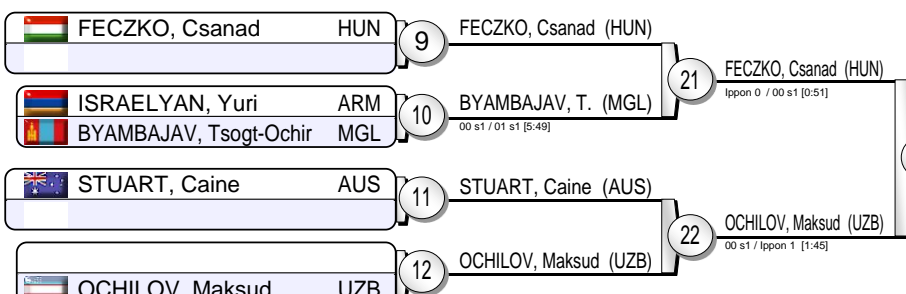 FECZKO, Csanad HUN
9
FECZKO, Csanad (HUN)
21
FECZKO, Csanad (HUN)
Ippon 0 / 00 s1 [0:51]
ISRAELYAN, Yuri ARM
BYAMBAJAV, Tsogt-Ochir MGL
10
BYAMBAJAV, T. (MGL)
00 s1 / 01 s1 [5:49]
STUART, Caine AUS
11
STUART, Caine (AUS)
22
OCHILOV, Maksud (UZB)
00 s1 / Ippon 1 [1:45]
OCHILOV, Maksud UZB
12
OCHILOV, Maksud (UZB)